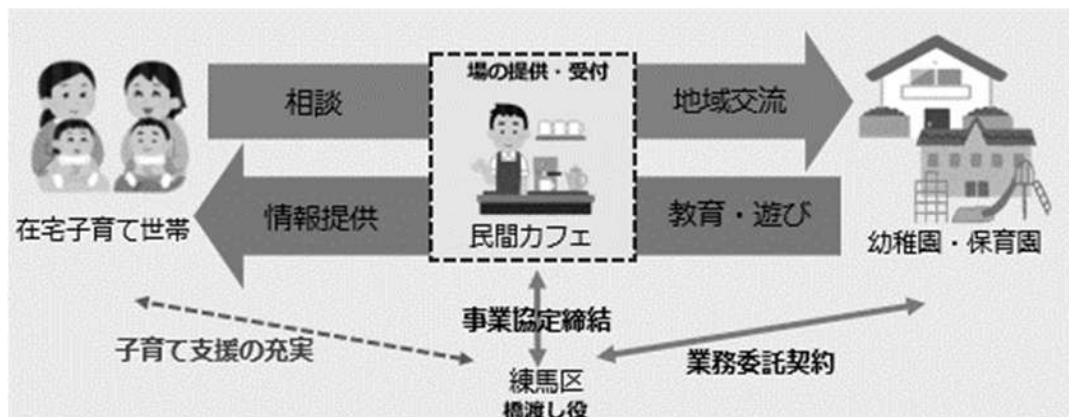 場の提供・受付
相談
地域交流
情報提供
教育・遊び
在宅子育て世帯
民間カフェ
幼稚園・保育園
事業協定締結
子育て支援の充実
業務委託契約
練馬区
橋渡し役